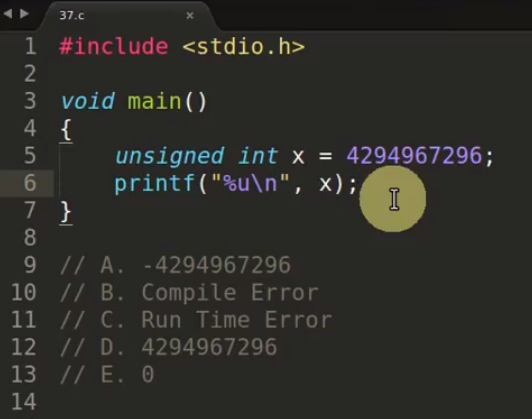 37.c
1 #include <stdio.h>
2
3 void main()
4 {
5 unsigned int x = 4294967296;
6 printf("%u\n", x);
7 }
8
9 // A. -4294967296
10 // B. Compile Error
11 // C. Run Time Error
12 // D. 4294967296
13 // E. 0
14